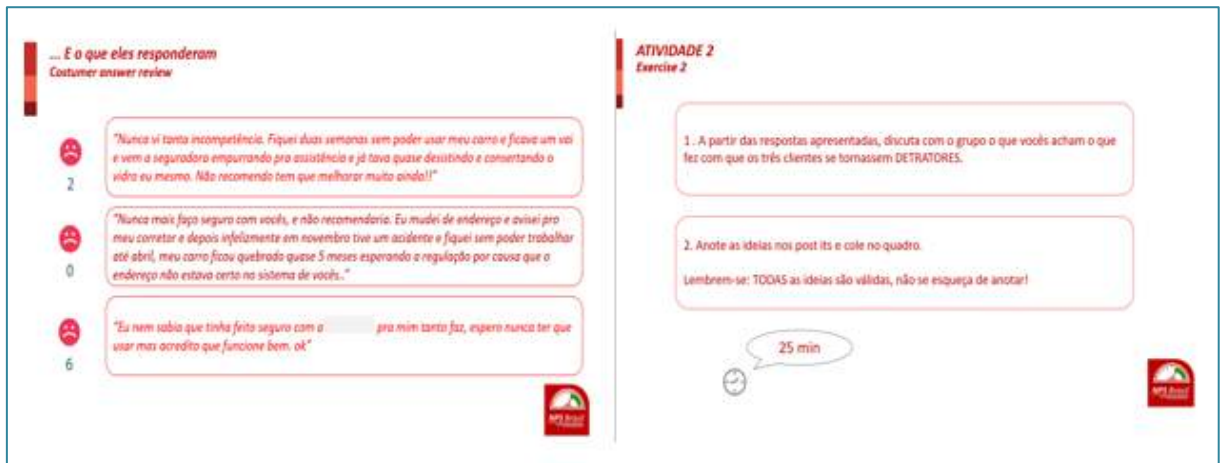 ... E o que eles responderam
Costumer answer review
"Nunca vi tanta incompetência. Fiquei duas semanas sem poder usar meu carro e ficava um vai
e vem a seguradora empurrando pra assistência e já tava quase desistindo e consertando o
vidro eu mesmo. Não recomendo tem que melhorar muito ainda!!"
2
"Nunca mais faço seguro com vocês, e não recomendaria. Eu mudei de endereço e avisei pro
meu corretor e depois infelizmente em novembro tive um acidente e fiquei sem poder trabalhar
até abril, meu carro ficou quebrado quase 5 meses esperando a regulação por causa que o
endereço não estava certo no sistema de vocês.."
0
"Eu nem sabia que tinha feito seguro com a pra mim tanto faz, espero nunca ter que
usar mas acredito que funcione bem. ok"
6
NPS Brasil
ATIVIDADE 2
Exercise 2
1 . A partir das respostas apresentadas, discuta com o grupo o que vocês acham o que
fez com que os três clientes se tornassem DETRATORES.
2. Anote as ideias nos post its e cole no quadro.
Lembrem-se: TODAS as ideias são válidas, não se esqueça de anotar!
25 min
NPS Brasil